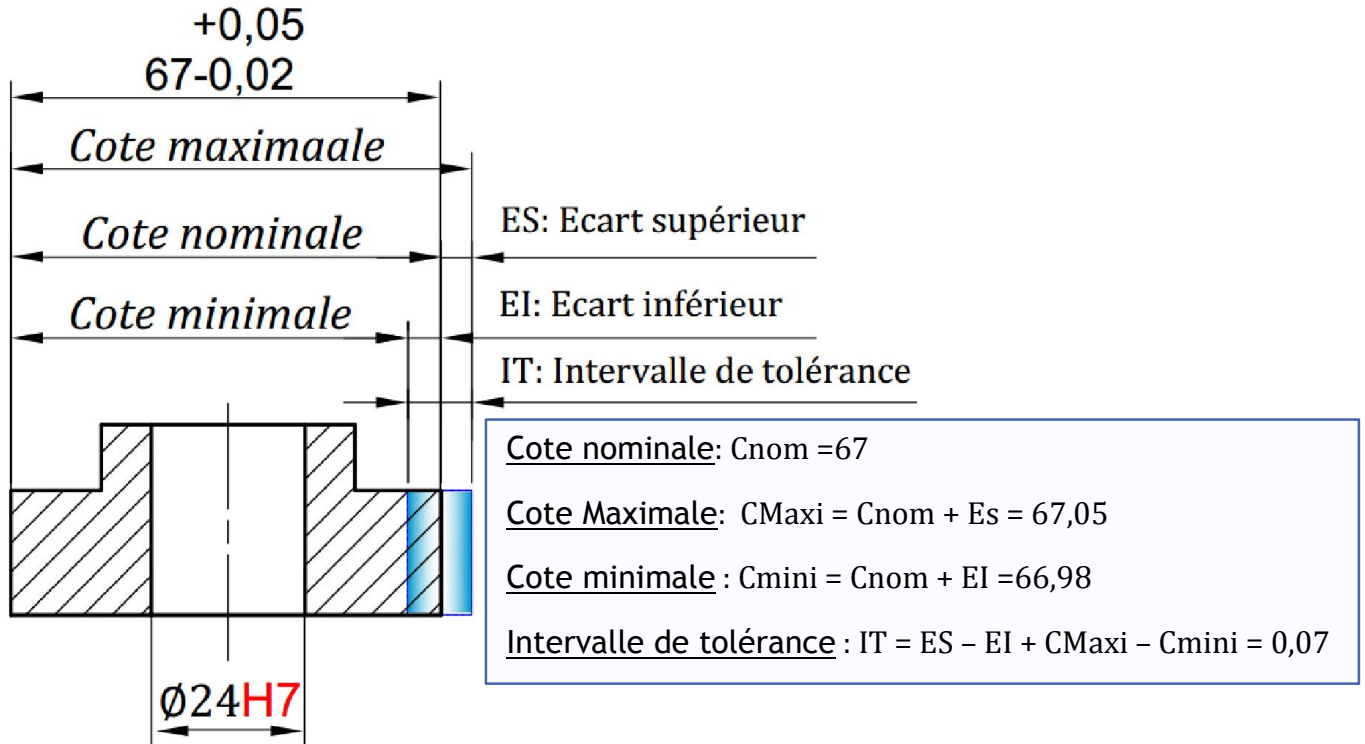 +0,05
67-0,02
Cote maximaale
Cote nominale
ES: Ecart supérieur
Cote minimale
EI: Ecart inférieur
IT: Intervalle de tolérance
Cote nominale: Cnom =67
Cote Maximale: CMaxi = Cnom + Es = 67,05
Cote minimale : Cmini = Cnom + EI =66,98
Intervalle de tolérance : IT = ES – EI + CMaxi – Cmini = 0,07
Ø24H7